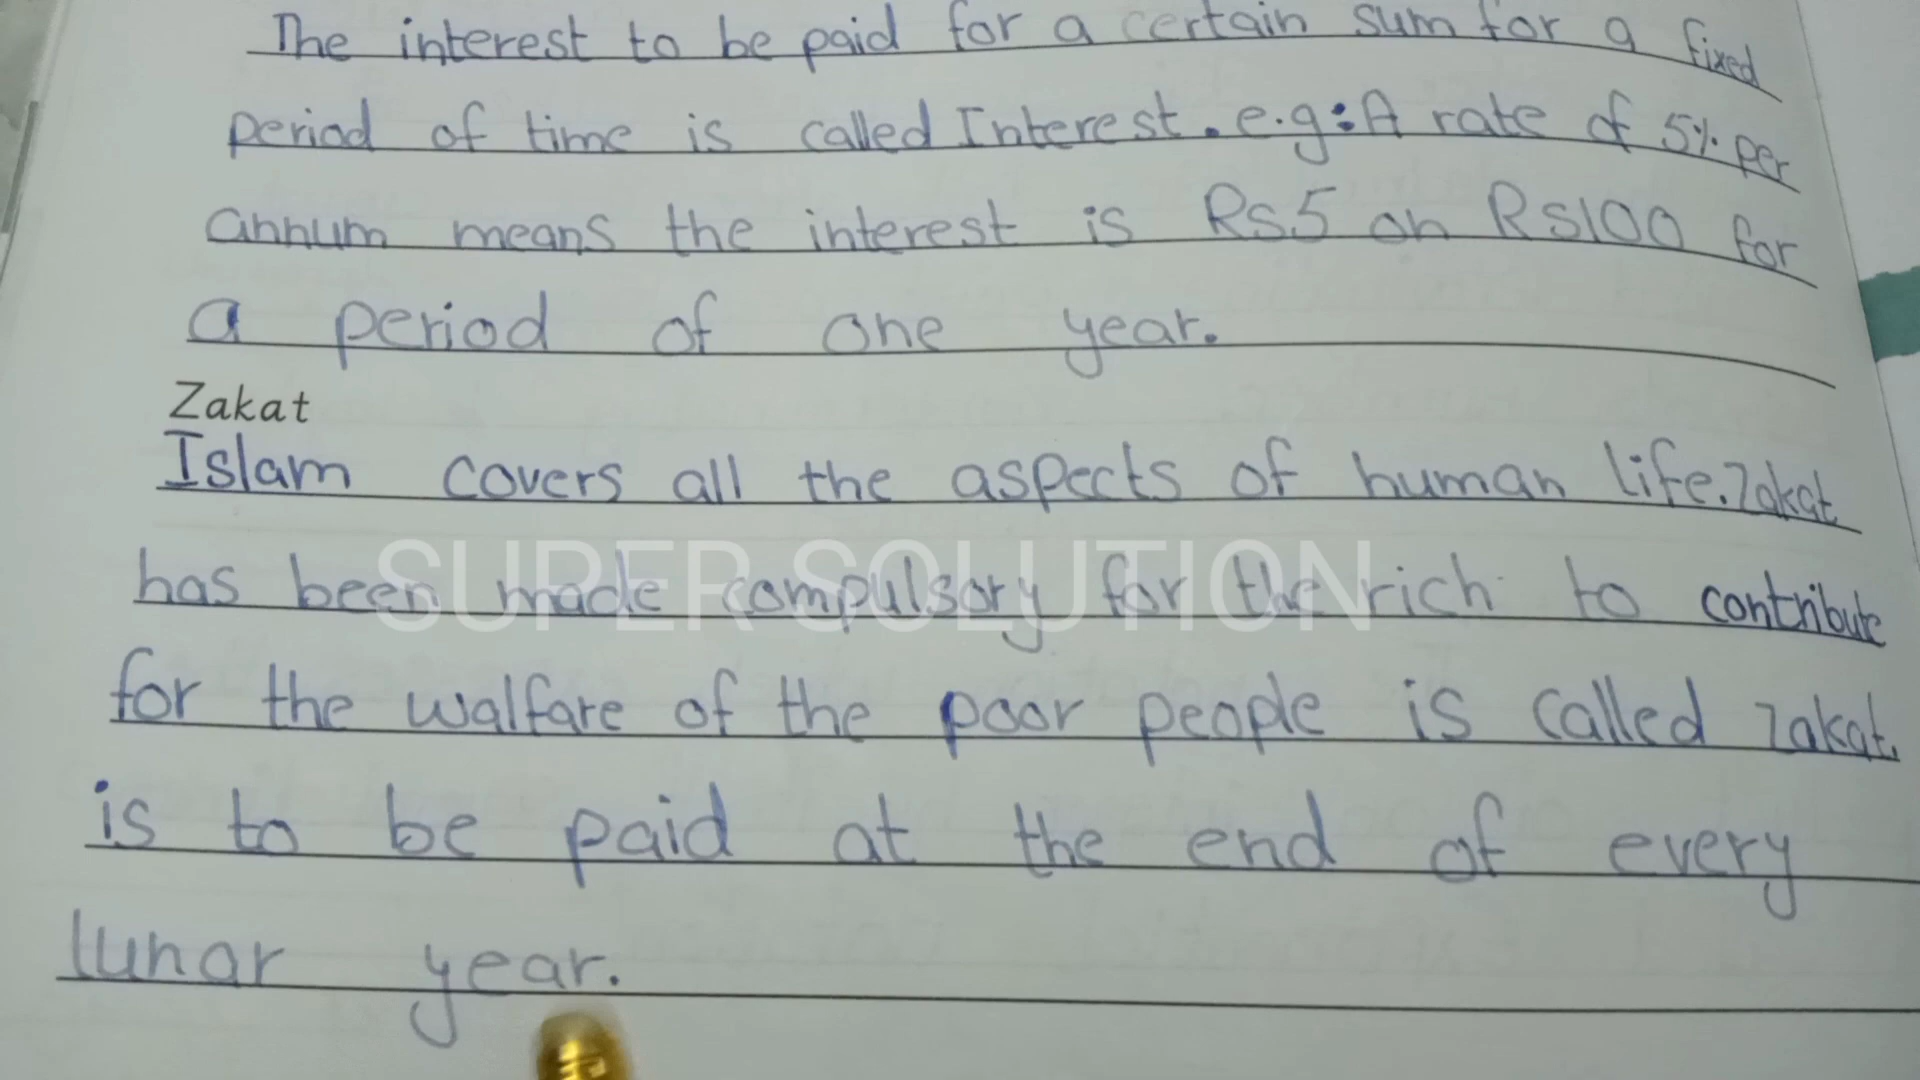 The interest to be paid for a certain sum for a fixed
period of time is called Interest. e.g: A rate of 5% per
annum means the interest is Rs5 on Rs100 for
a period of one year.
Zakat
Islam covers all the aspects of human life. Zakat
has been made compulsory for the rich to contribute
for the walfare of the poor people is called zakat.
is to be paid at the end of every
lunar year.
SUPER SOLUTION